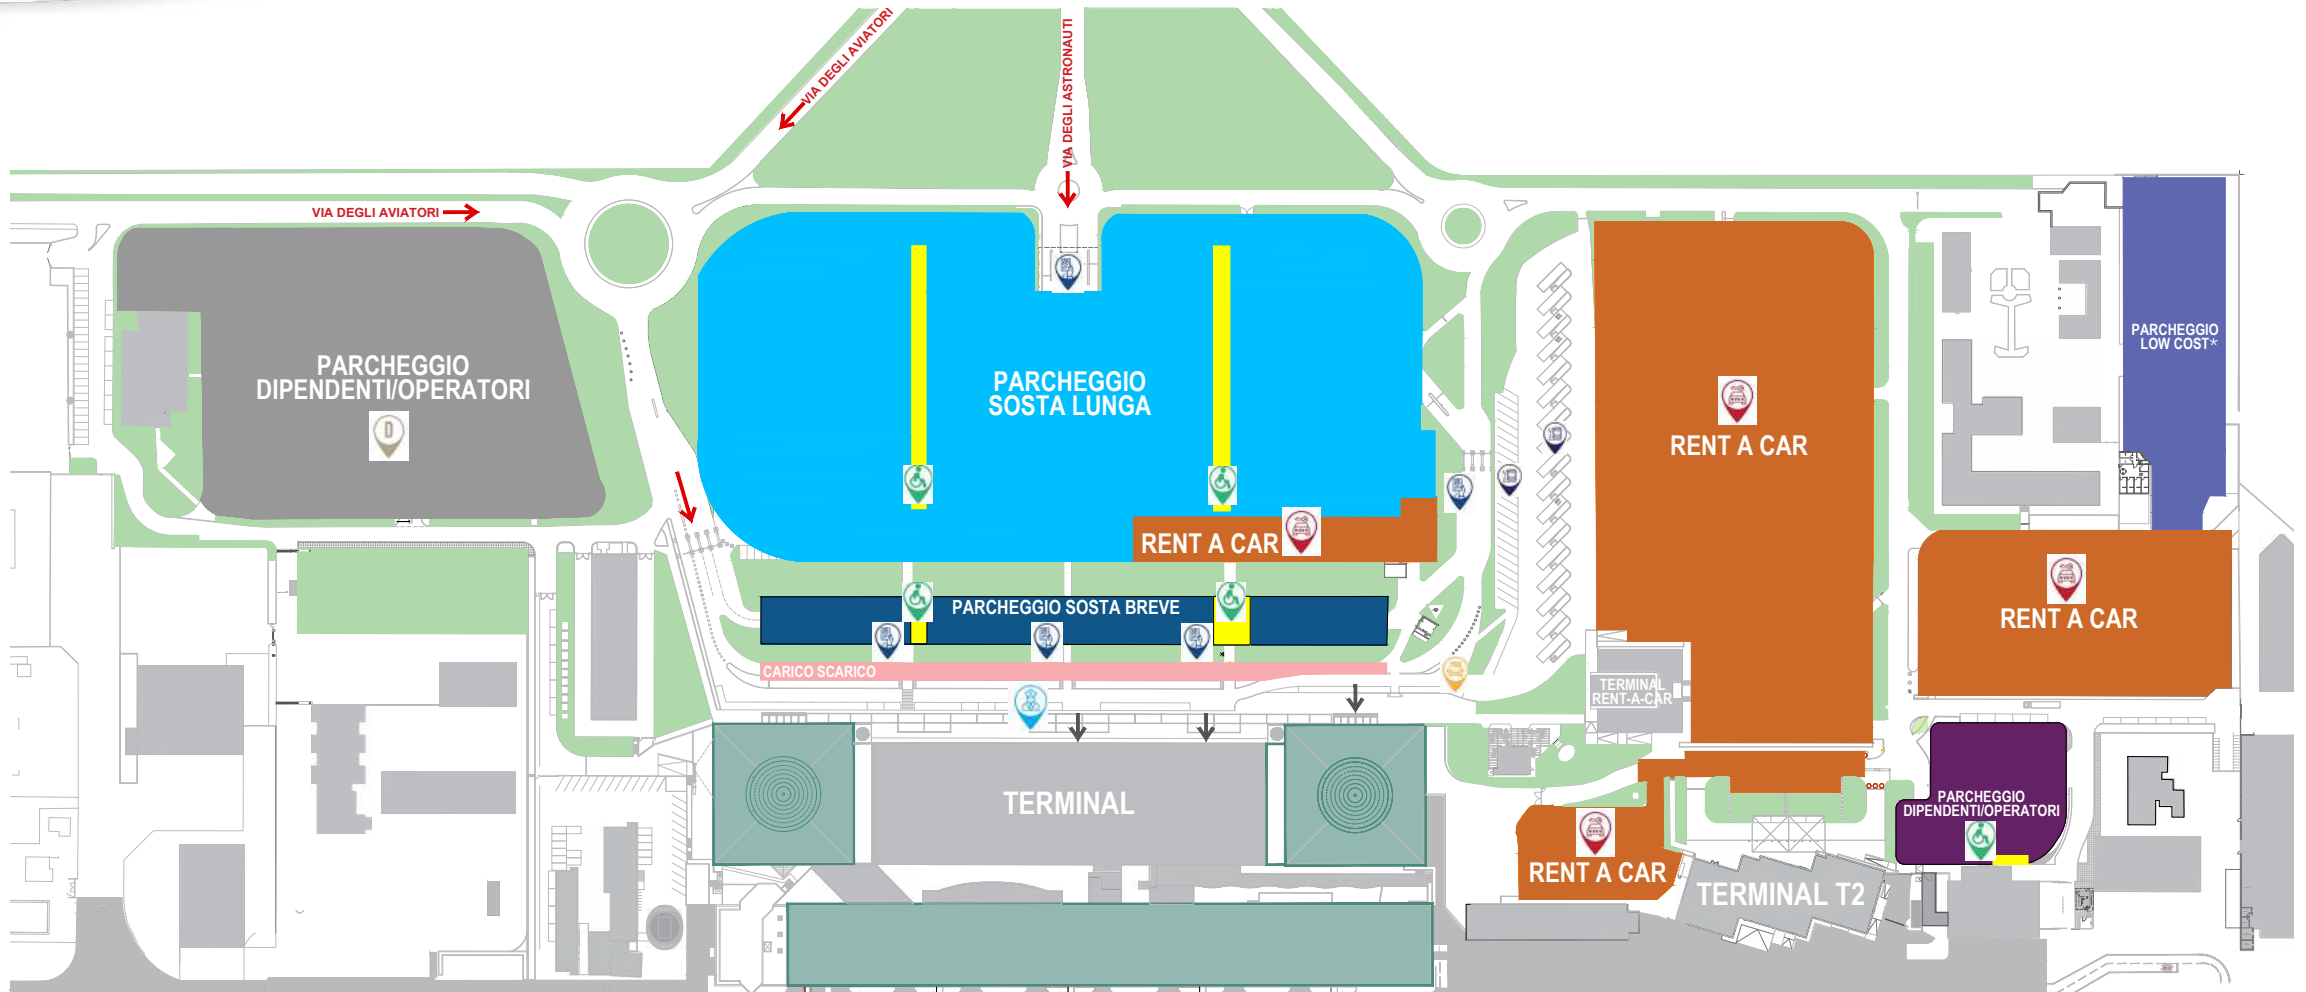 VIA DEGLI AVIATORI
VIA DEGLI ASTRONAUTI
VIA DEGLI AVIATORI
PARCHEGGIO
DIPENDENTI/OPERATORI
D
PARCHEGGIO
SOSTA LUNGA
RENT A CAR
PARCHEGGIO
LOW COST*
RENT A CAR
PARCHEGGIO SOSTA BREVE
RENT A CAR
CARICO SCARICO
TERMINAL
RENT-A-CAR
TERMINAL
PARCHEGGIO
DIPENDENTI/OPERATORI
RENT A CAR
TERMINAL T2